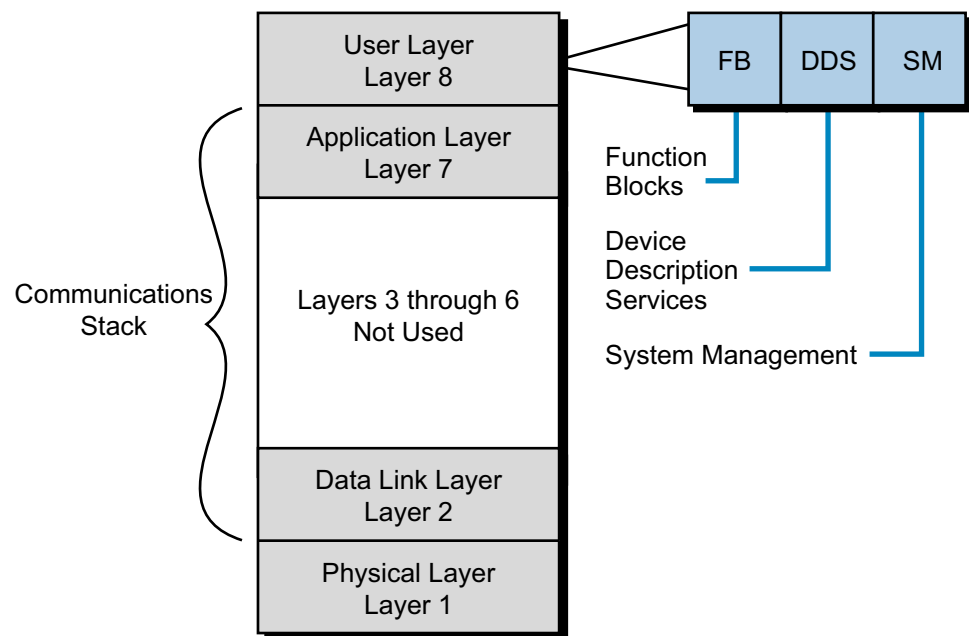 User Layer
Layer 8
FB
DDS
SM
Application Layer
Layer 7
Function
Blocks
Device
Description
Services
System Management
Communications
Stack
Layers 3 through 6
Not Used
Data Link Layer
Layer 2
Physical Layer
Layer 1